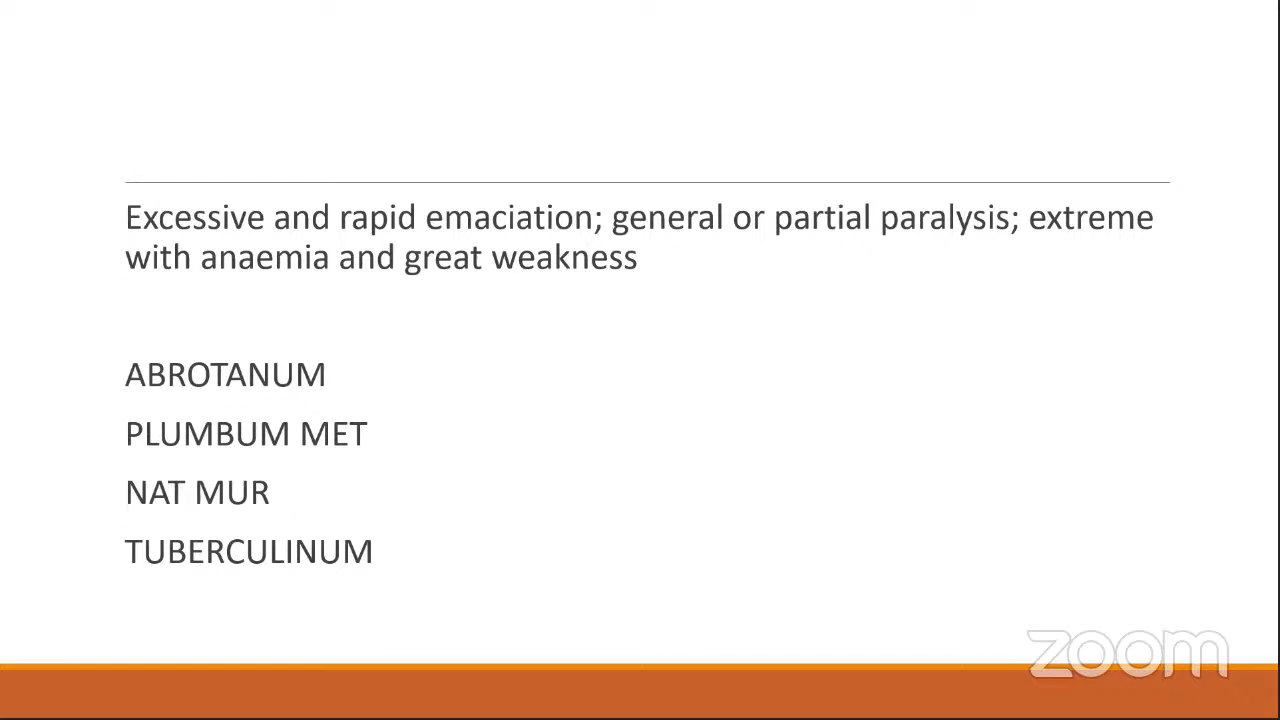 Excessive and rapid emaciation; general or partial paralysis; extreme
with anaemia and great weakness
ABROTANUM
PLUMBUM MET
NAT MUR
TUBERCULINUM
zoom